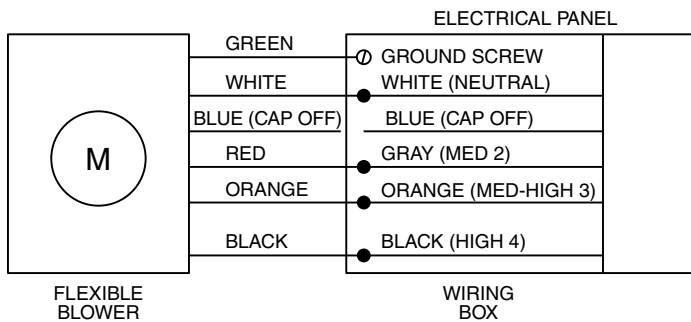 ELECTRICAL PANEL
GREEN
GROUND SCREW
WHITE
WHITE (NEUTRAL)
BLUE (CAP OFF)
BLUE (CAP OFF)
M
RED
GRAY (MED 2)
ORANGE
ORANGE (MED-HIGH 3)
BLACK
BLACK (HIGH 4)
FLEXIBLE
BLOWER
WIRING
BOX